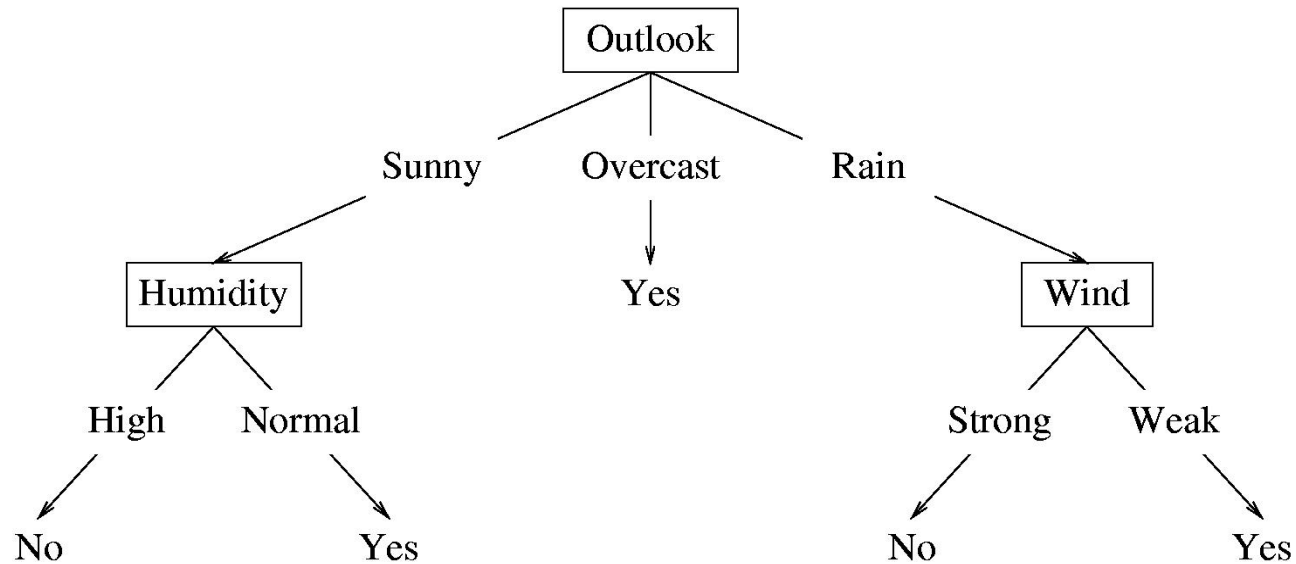 Outlook
Sunny Overcast Rain
Humidity Yes Wind
High Normal Strong Weak
No Yes No Yes